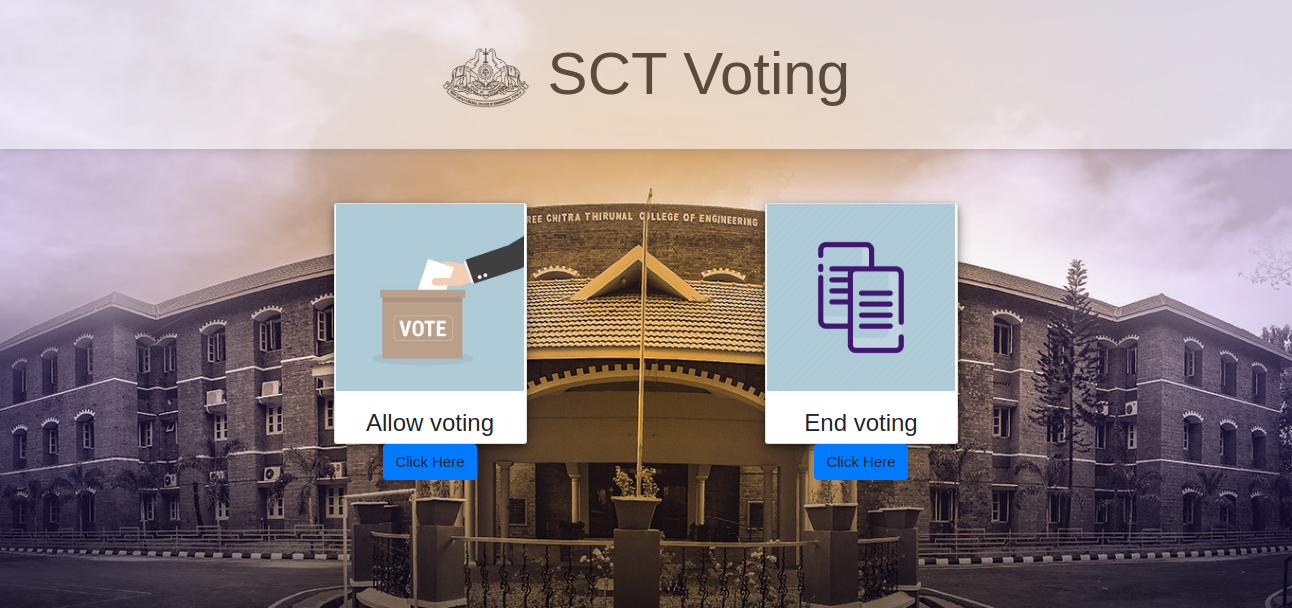 SCT Voting
REE CHITRA THIRUNAL COLLEGE OF ENGINEERING
VOTE
Allow voting
End voting
Click Here
Click Here